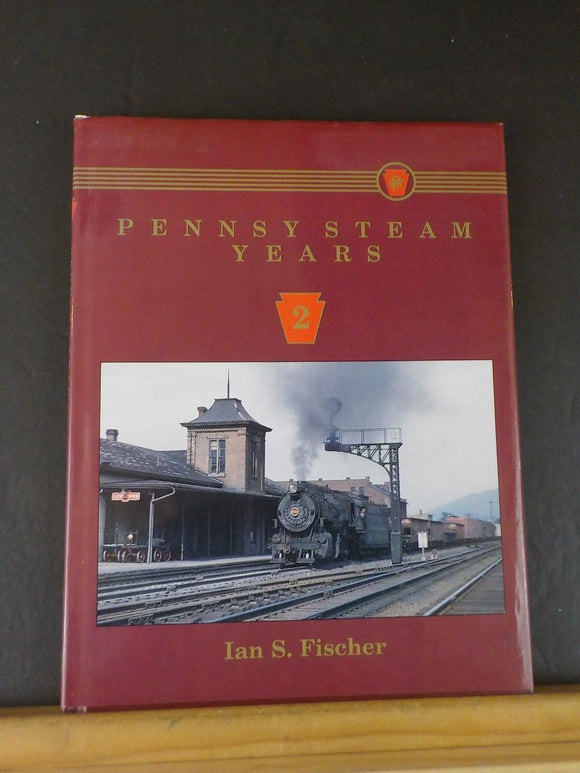 PENNSY STEAM
YEARS
2
Ian S. Fischer